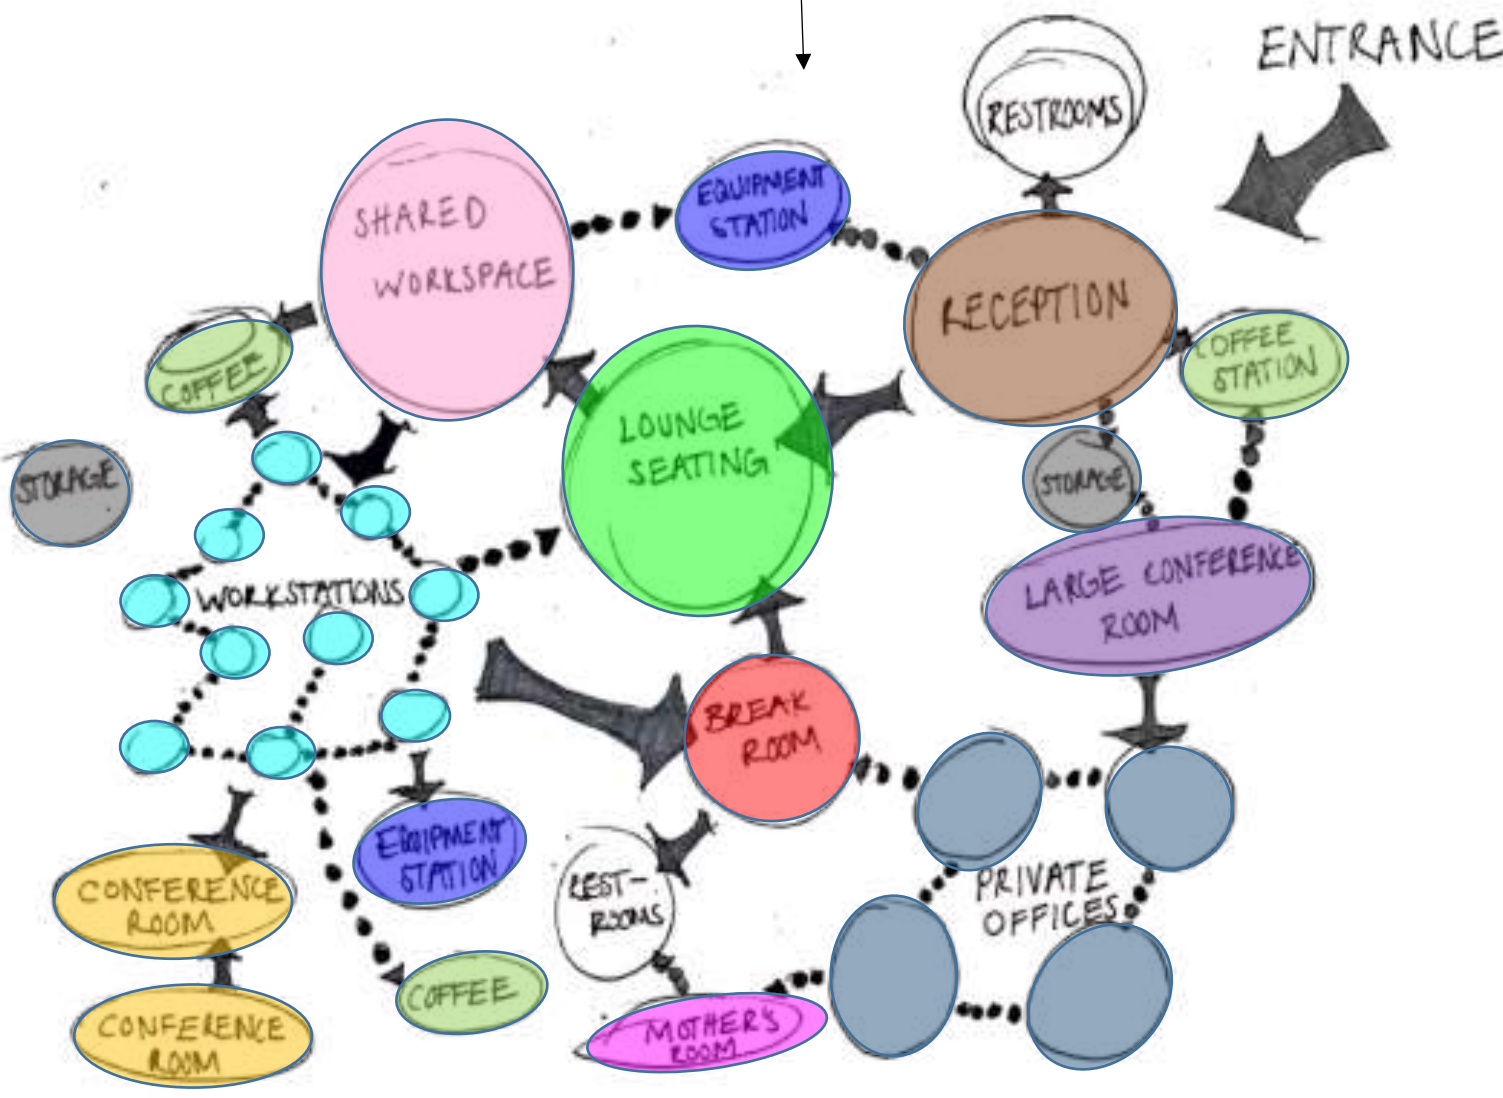 ENTRANCE
RESTROOMS
EQUIPMENT
STATION
SHARED
WORKSPACE
RECEPTION
COFFEE
STATION
COFFEE
LOUNGE
SEATING
STORAGE
STORAGE
LARGE CONFERENCE
ROOM
WORKSTATIONS
BREAK
ROOM
EQUIPMENT
STATION
CONFERENCE
ROOM
REST-
ROOMS
PRIVATE
OFFICES
COFFEE
CONFERENCE
ROOM
MOTHER'S
ROOM